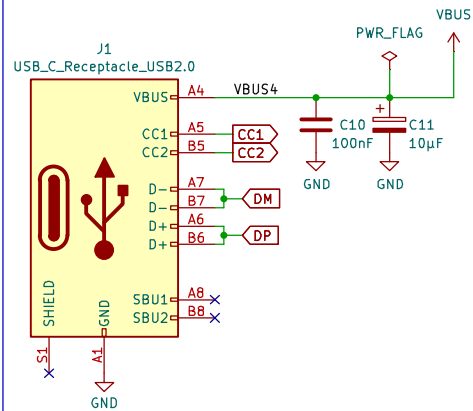 VBUS
PWR_FLAG
J1
USB_C_Receptacle_USB2.0
VBUS A4 VBUS4
+
CC1 A5 CC1 C10 C11
CC2 B5 CC2 100nF 10µF
GND GND
D- A7
D- B7 DM
D+ A6
D+ B6 DP
SBU1 A8
SBU2 B8
SHIELD
GND
S1
A1
GND